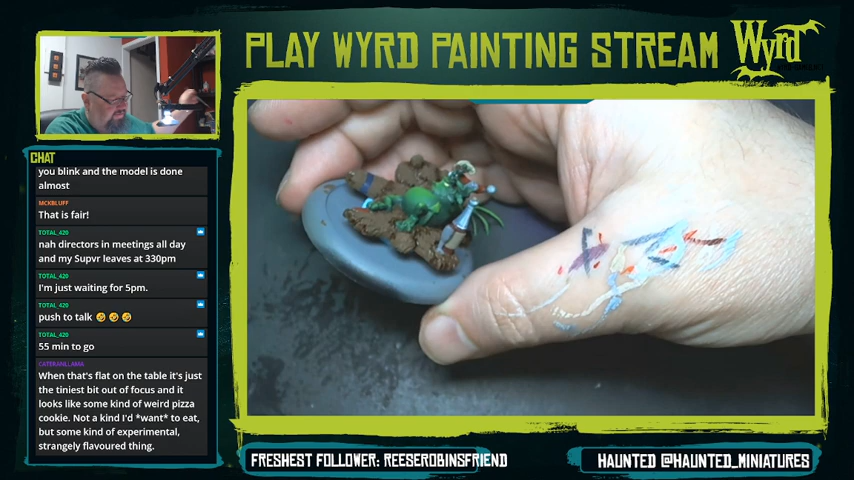 PLAY WYRD PAINTING STREAM
Wyrd
CHAT
you blink and the model is done
almost
MCKBLUFF
That is fair!
TOTAL_420
nah directors in meetings all day
and my Supvr leaves at 330pm
TOTAL_420
I'm just waiting for 5pm.
TOTAL_420
push to talk 🤣 🤣 🤣
TOTAL_420
55 min to go
CATERANLLAMA
When that's flat on the table it's just
the tiniest bit out of focus and it
looks like some kind of weird pizza
cookie. Not a kind I'd *want* to eat,
but some kind of experimental,
strangely flavoured thing.
FRESHEST FOLLOWER: REESEROBINSFRIEND
HAUNTED @HAUNTED_MINIATURES